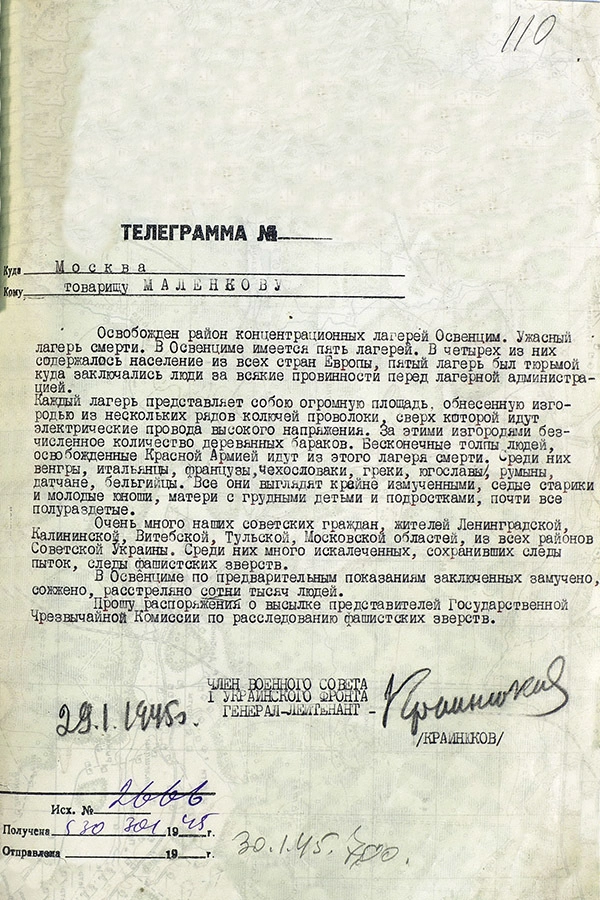 110
ТЕЛЕГРАММА №
Куда Москва
Кому товарищу МАЛЕНКОВУ
Освобожден район концентрационных лагерей Освенцим. Ужасный
лагерь смерти. В Освенциме имеется пять лагерей. В четырех из них
содержалось население из всех стран Европы, пятый лагерь был тюрьмой
куда заключались люди за всякие провинности перед лагерной администра-
цией.
Каждый лагерь представляет собою огромную площадь, обнесенную изго-
родью из нескольких рядов колючей проволоки, сверх которой идут
электрические провода высокого напряжения. За этими изгородями бес-
численное количество деревянных бараков. Бесконечные толпы людей,
освобожденные Красной Армией идут из этого лагеря смерти. Среди них
венгры, итальянцы, французы, чехословаки, греки, югославы, румыны,
датчане, бельгийцы. Все они выглядят крайне измученными, седые старики
и молодые юноши, матери с грудными детьми и подростками, почти все
полураздетые.
Очень много наших советских граждан, жителей Ленинградской,
Калининской, Витебской, Тульской, Московской областей, из всех районов
Советской Украины. Среди них много искалеченных, сохранивших следы
пыток, следы фашистских зверств.
В Освенциме по предварительным показаниям заключенных замучено,
сожжено, расстреляно сотни тысяч людей.
Прошу распоряжения о высылке представителей Государственной
Чрезвычайной Комиссии по расследованию фашистских зверств.
ЧЛЕН ВОЕННОГО СОВЕТА
I УКРАИНСКОГО ФРОНТА
ГЕНЕРАЛ-ЛЕЙТЕНАНТ -
/КРАЙНЮКОВ/
29.1.1945г.
Исх. № 2666
Получена 530 301 1945 г.
Отправлена 19 г.
30.1.45.